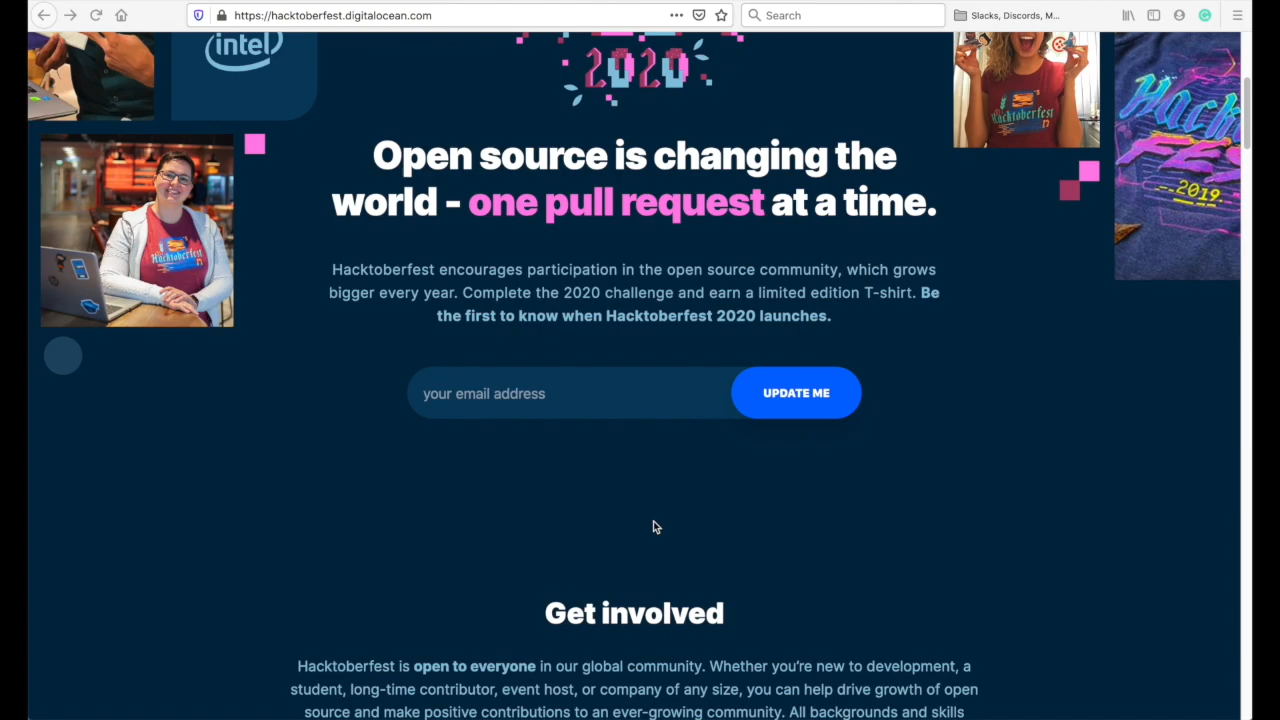 https://hacktoberfest.digitalocean.com
Search
Slacks, Discords, M...
intel
2020
Hacktoberfest
2019
Open source is changing the
world - one pull request at a time.
Hacktoberfest
Hacktoberfest encourages participation in the open source community, which grows
bigger every year. Complete the 2020 challenge and earn a limited edition T-shirt. Be
the first to know when Hacktoberfest 2020 launches.
your email address
UPDATE ME
Get involved
Hacktoberfest is open to everyone in our global community. Whether you're new to development, a
student, long-time contributor, event host, or company of any size, you can help drive growth of open
source and make positive contributions to an ever-growing community. All backgrounds and skills